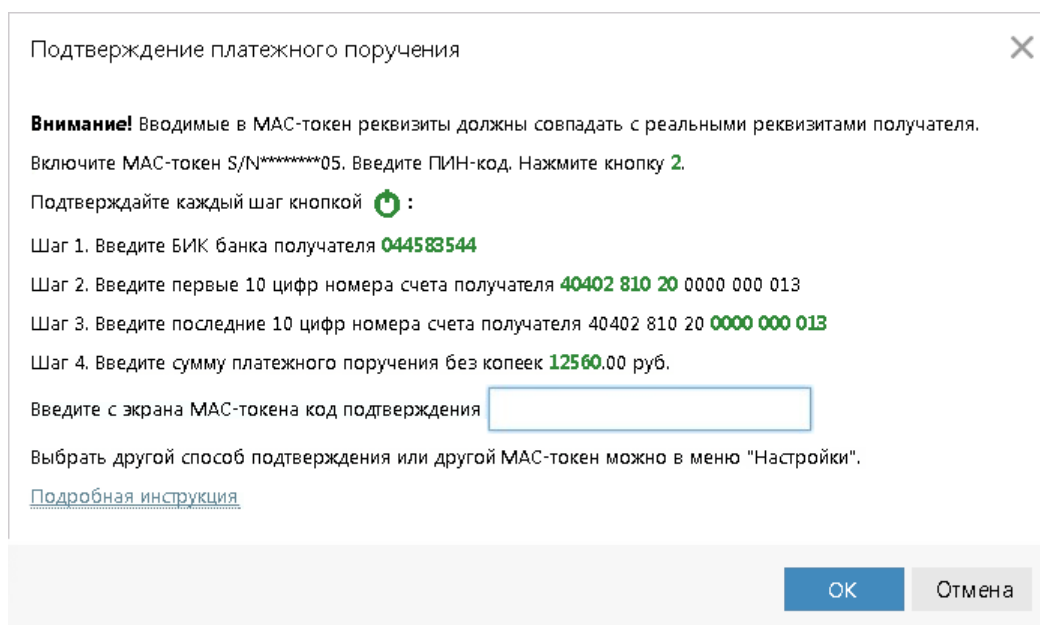 Подтверждение платежного поручения
Внимание! Вводимые в МАС-токен реквизиты должны совпадать с реальными реквизитами получателя.
Включите МАС-токен S/N********05. Введите ПИН-код. Нажмите кнопку 2.
Подтверждайте каждый шаг кнопкой :
Шаг 1. Введите БИК банка получателя 044583544
Шаг 2. Введите первые 10 цифр номера счета получателя 40402 810 20 0000 000 013
Шаг 3. Введите последние 10 цифр номера счета получателя 40402 810 20 0000 000 013
Шаг 4. Введите сумму платежного поручения без копеек 12560.00 руб.
Введите с экрана МАС-токена код подтверждения
Выбрать другой способ подтверждения или другой МАС-токен можно в меню "Настройки".
Подробная инструкция
ОК Отмена